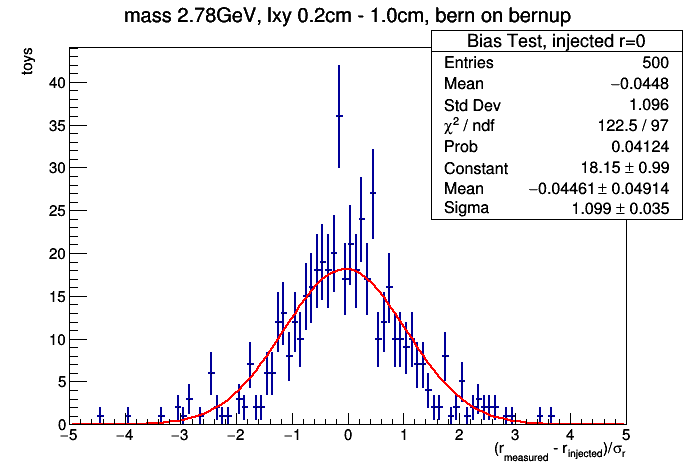 mass 2.78GeV, lxy 0.2cm - 1.0cm, bern on bernup
Bias Test, injected r=0
Entries 500
Mean −0.0448
Std Dev 1.096
χ² / ndf 122.5 / 97
Prob 0.04124
Constant 18.15 ± 0.99
Mean −0.04461 ± 0.04914
Sigma 1.099 ± 0.035
toys
40
35
30
25
20
15
10
5
0
−5 −4 −3 −2 −1 0 1 2 3 4 5
(r_measured - r_injected)/σ_r